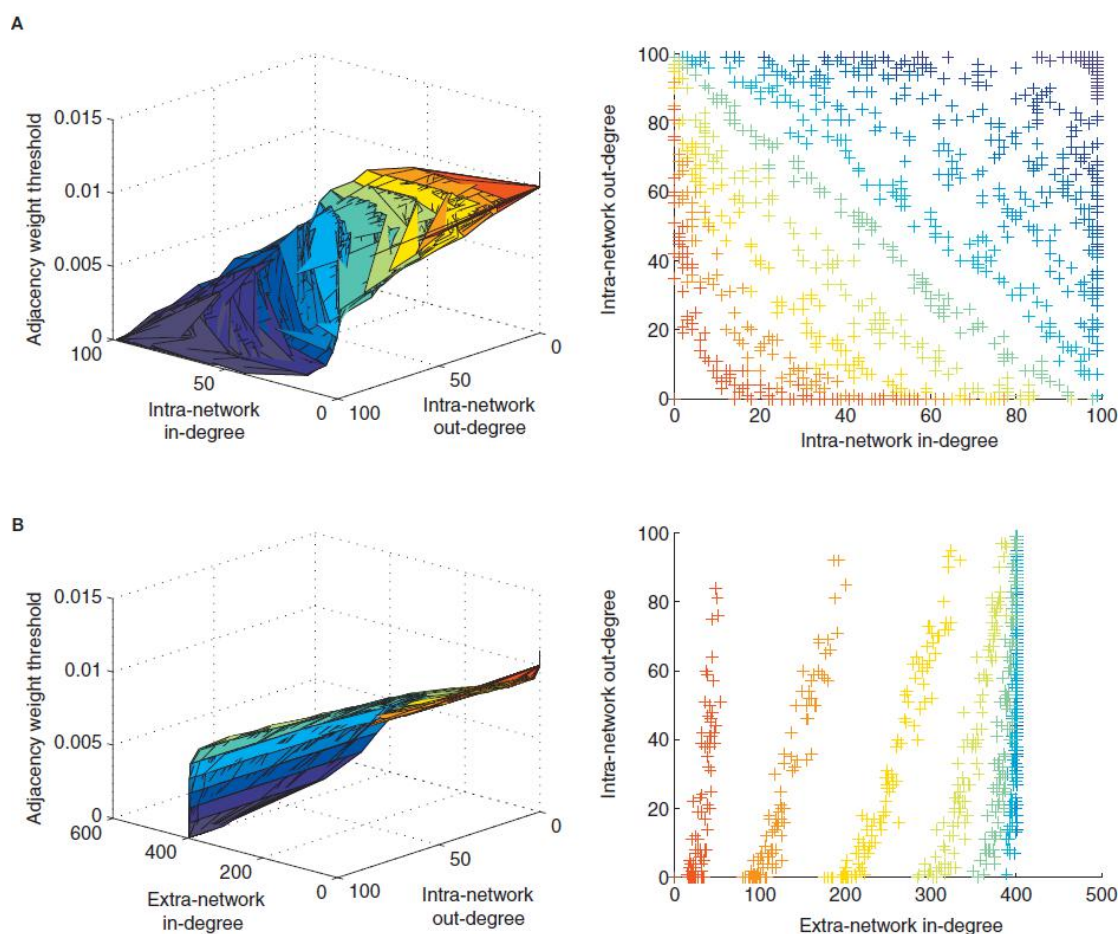 A
0.015
0.01
0.005
0
100
50
0
100
50
0
Adjacency weight threshold
Intra-network
in-degree
Intra-network
out-degree
100
80
60
40
20
0
0
20
40
60
80
100
Intra-network out-degree
Intra-network in-degree
B
0.015
0.01
0.005
0
600
400
200
0
100
50
0
Adjacency weight threshold
Extra-network
in-degree
Intra-network
out-degree
100
80
60
40
20
0
0
100
200
300
400
500
Intra-network out-degree
Extra-network in-degree